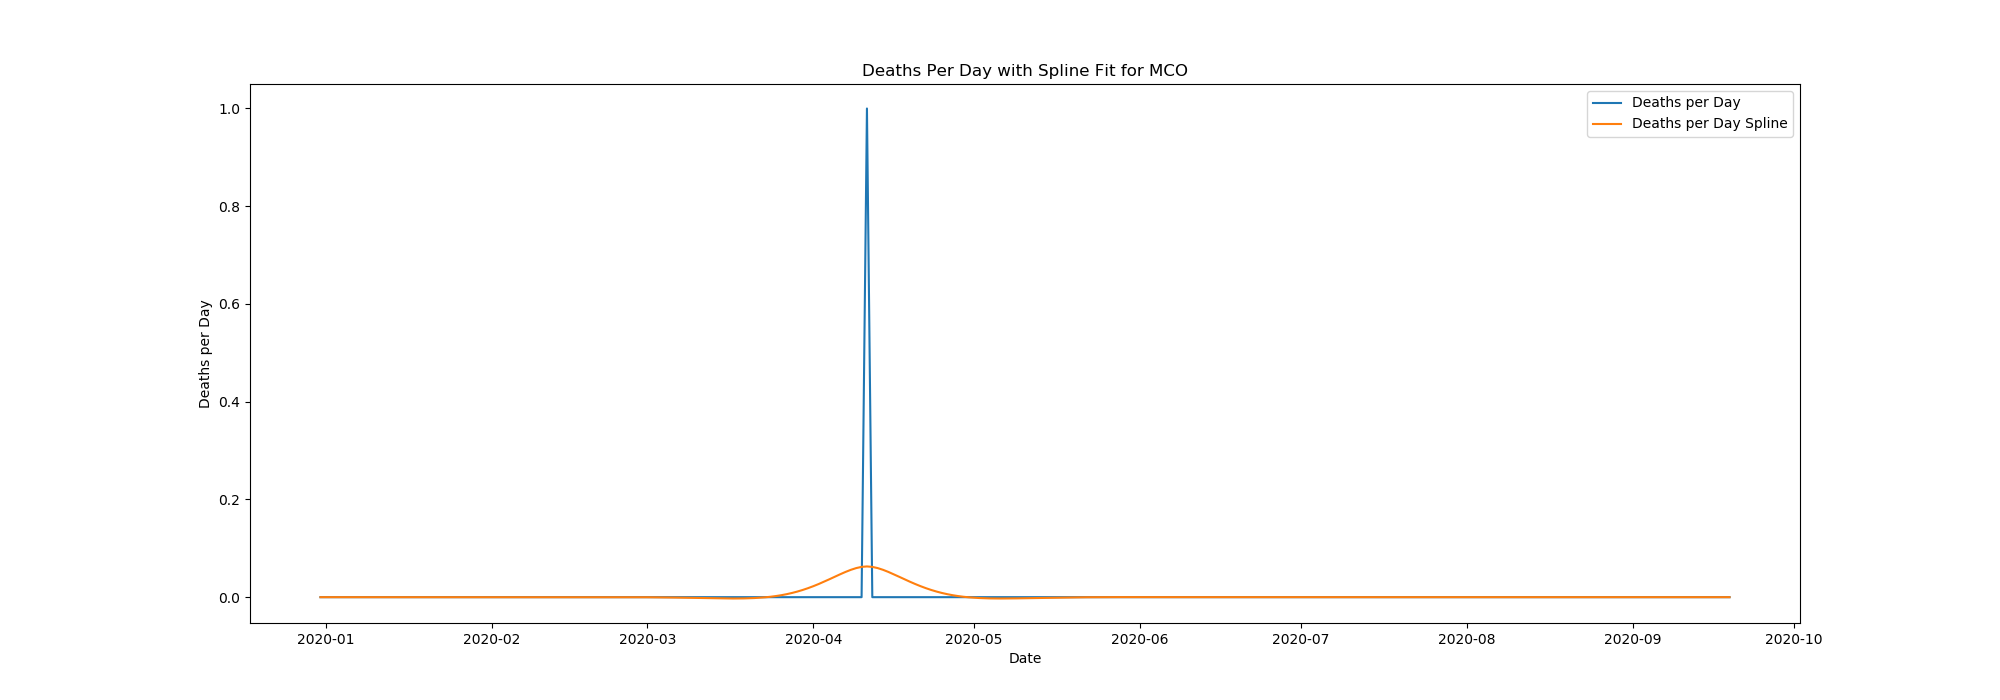 Deaths Per Day with Spline Fit for MCO
Deaths per Day
Deaths per Day Spline
Deaths per Day
1.0
0.8
0.6
0.4
0.2
0.0
2020-01 2020-02 2020-03 2020-04 2020-05 2020-06 2020-07 2020-08 2020-09 2020-10
Date